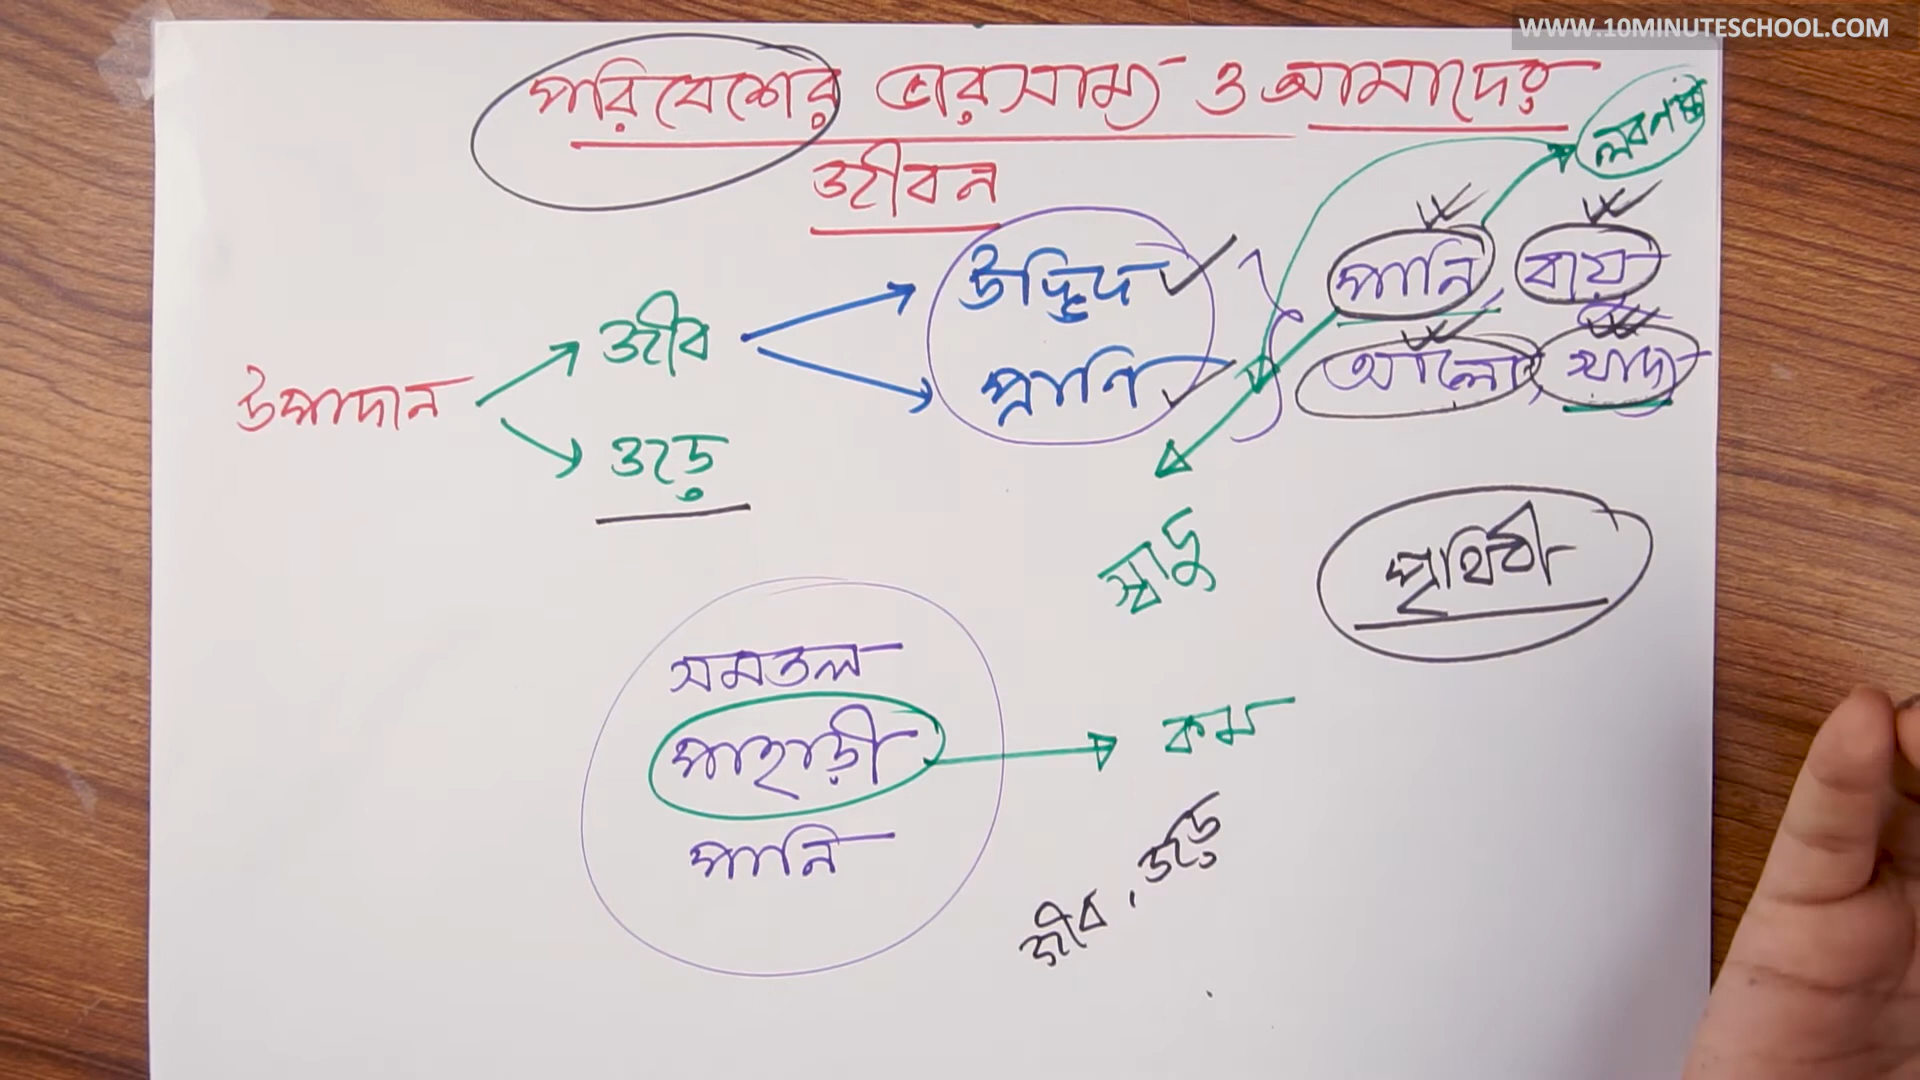 WWW.10MINUTESCHOOL.COM
পরিবেশের ভারসাম্য ও আমাদের
জীবন
লবণাক্ত
উদ্ভিদ
পানি বায়ু
জীব
প্রাণি
আলো, খাদ্য
উপাদান
জড়
স্বাদু
পৃথিবী
সমতল
পাহাড়ী
কম
পানি
জীব, জড়